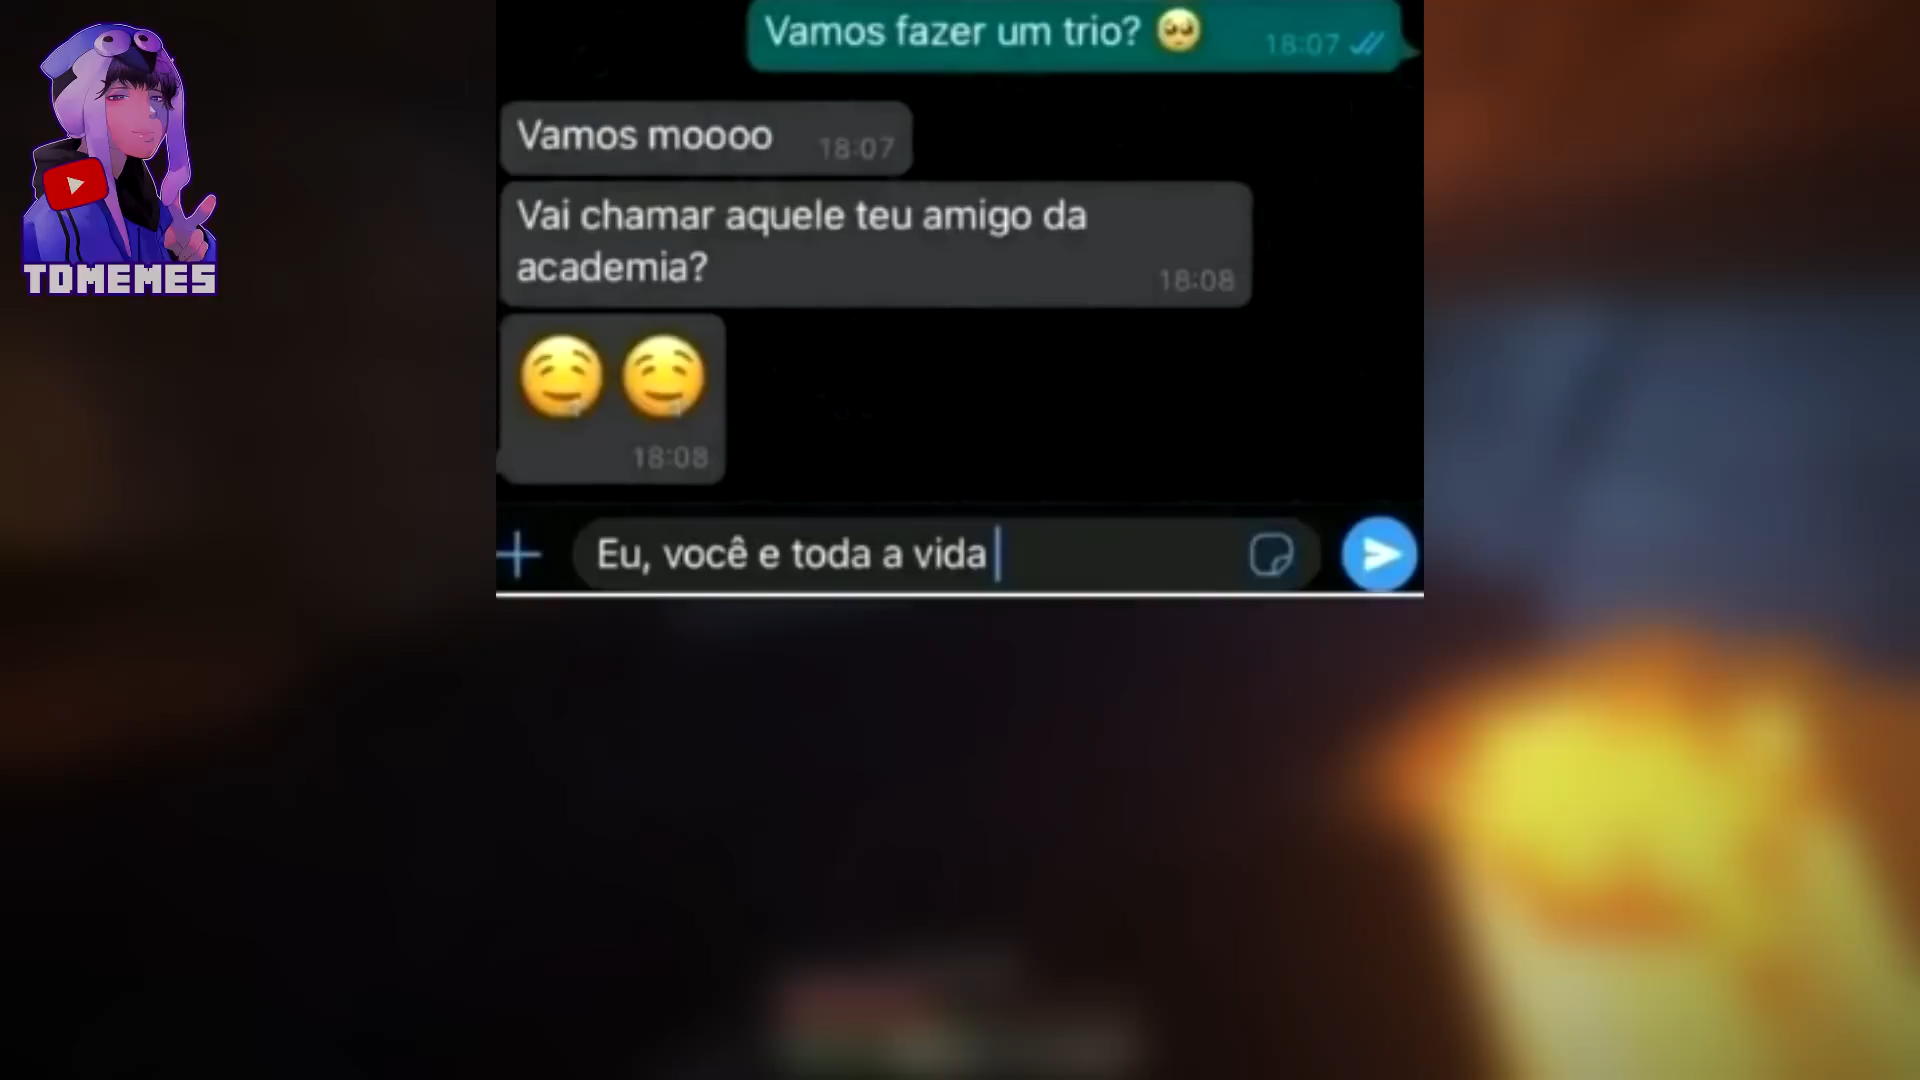 Vamos fazer um trio? 🥺 18:07
Vamos moooo 18:07
Vai chamar aquele teu amigo da
academia? 18:08
🤤 🤤
18:08
Eu, você e toda a vida
TDMEMES